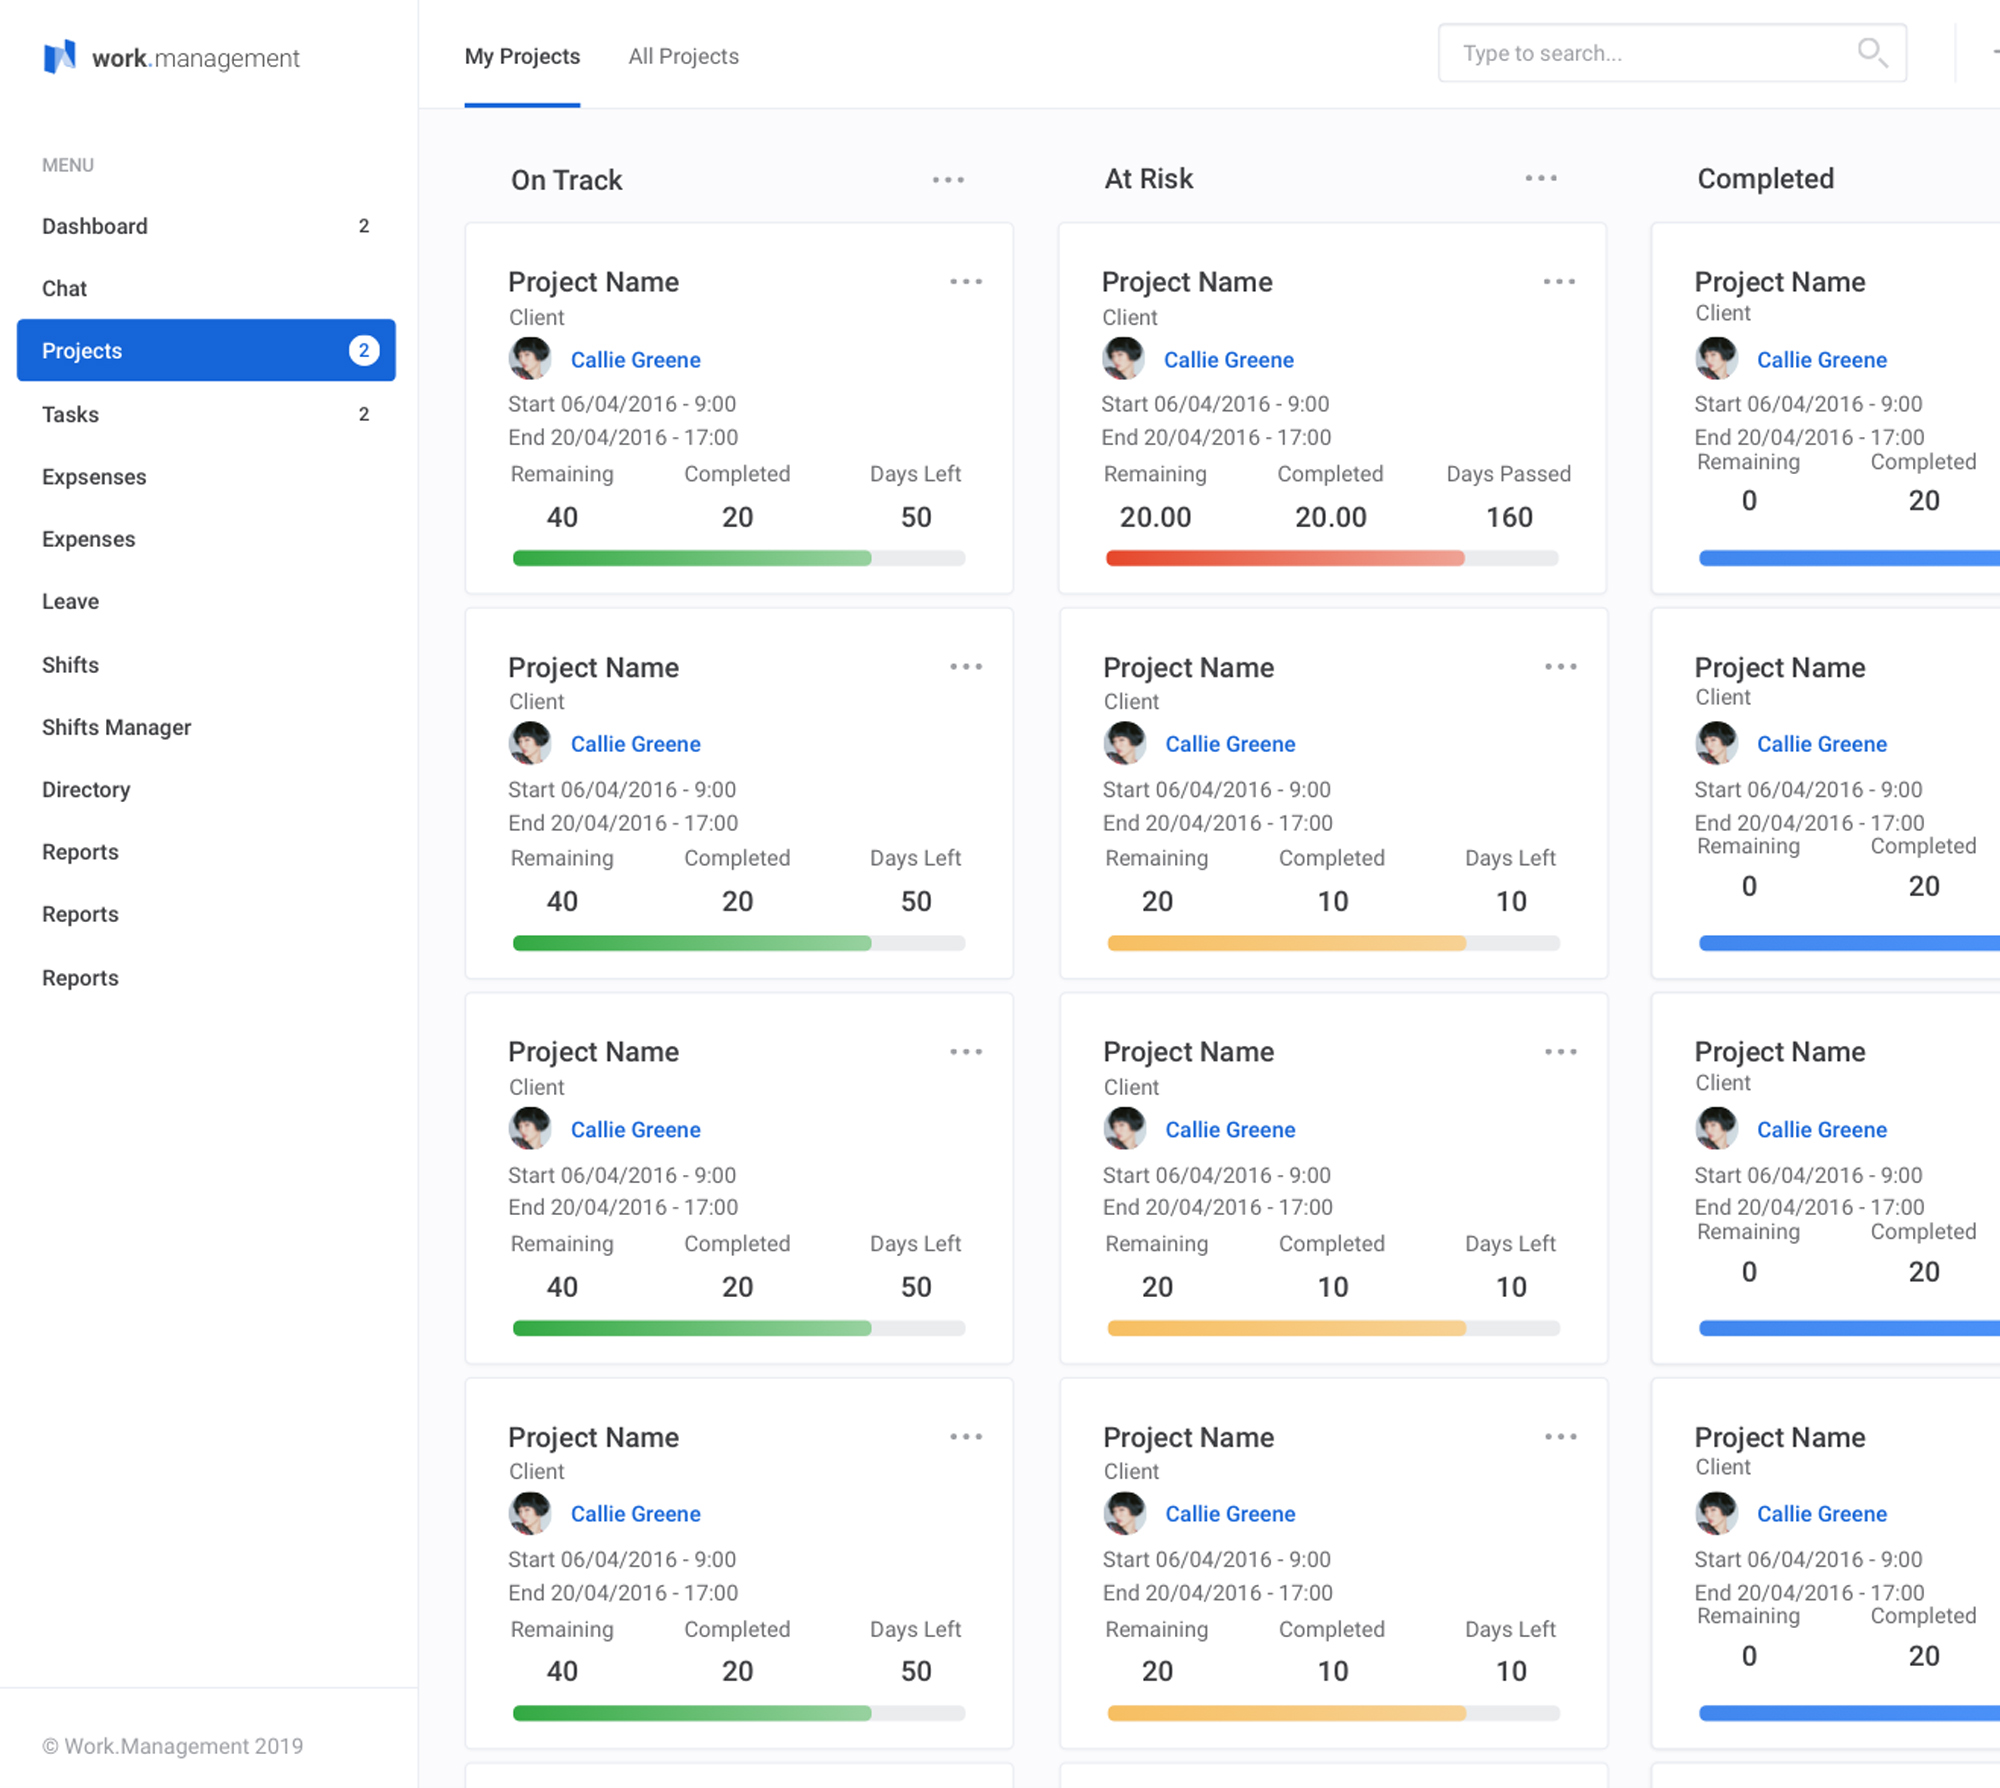 work.management
My Projects
All Projects
Type to search...
MENU
Dashboard 2
Chat
Projects 2
Tasks 2
Expsenses
Expenses
Leave
Shifts
Shifts Manager
Directory
Reports
Reports
Reports
© Work.Management 2019
On Track
Project Name
Client
Callie Greene
Start 06/04/2016 - 9:00
End 20/04/2016 - 17:00
Remaining Completed Days Left
40 20 50
Project Name
Client
Callie Greene
Start 06/04/2016 - 9:00
End 20/04/2016 - 17:00
Remaining Completed Days Left
40 20 50
Project Name
Client
Callie Greene
Start 06/04/2016 - 9:00
End 20/04/2016 - 17:00
Remaining Completed Days Left
40 20 50
Project Name
Client
Callie Greene
Start 06/04/2016 - 9:00
End 20/04/2016 - 17:00
Remaining Completed Days Left
40 20 50
At Risk
Project Name
Client
Callie Greene
Start 06/04/2016 - 9:00
End 20/04/2016 - 17:00
Remaining Completed Days Passed
20.00 20.00 160
Project Name
Client
Callie Greene
Start 06/04/2016 - 9:00
End 20/04/2016 - 17:00
Remaining Completed Days Left
20 10 10
Project Name
Client
Callie Greene
Start 06/04/2016 - 9:00
End 20/04/2016 - 17:00
Remaining Completed Days Left
20 10 10
Project Name
Client
Callie Greene
Start 06/04/2016 - 9:00
End 20/04/2016 - 17:00
Remaining Completed Days Left
20 10 10
Completed
Project Name
Client
Callie Greene
Start 06/04/2016 - 9:00
End 20/04/2016 - 17:00
Remaining Completed
0 20
Project Name
Client
Callie Greene
Start 06/04/2016 - 9:00
End 20/04/2016 - 17:00
Remaining Completed
0 20
Project Name
Client
Callie Greene
Start 06/04/2016 - 9:00
End 20/04/2016 - 17:00
Remaining Completed
0 20
Project Name
Client
Callie Greene
Start 06/04/2016 - 9:00
End 20/04/2016 - 17:00
Remaining Completed
0 20